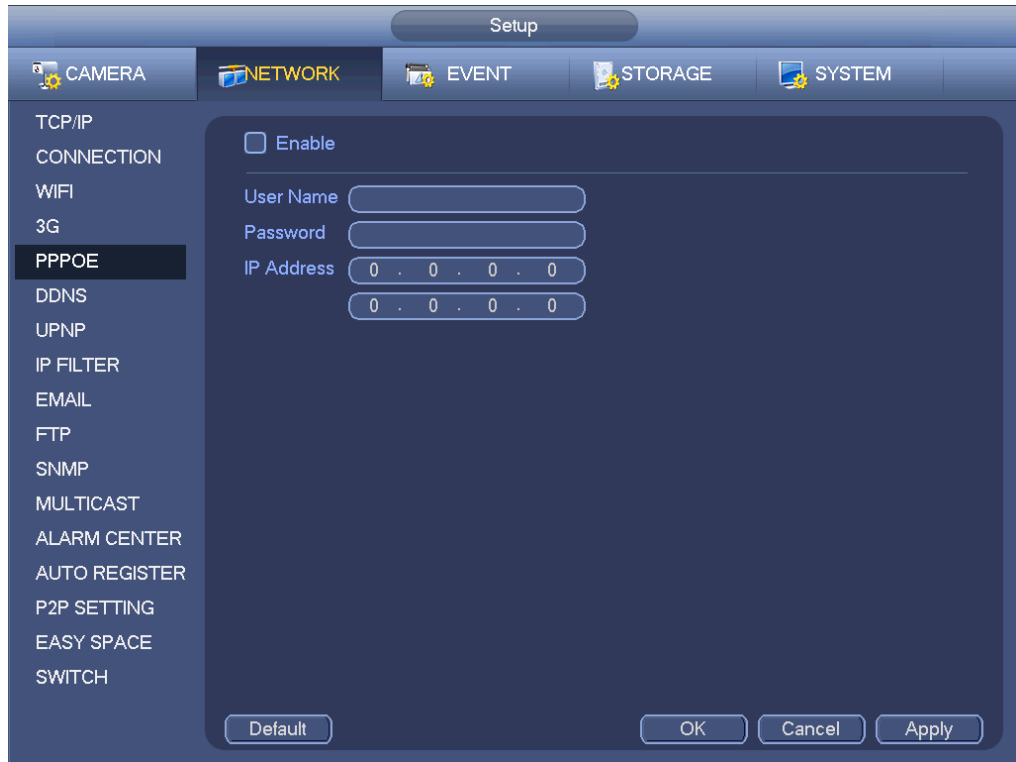 Setup
CAMERA NETWORK EVENT STORAGE SYSTEM
TCP/IP
CONNECTION
WIFI
3G
PPPOE
DDNS
UPNP
IP FILTER
EMAIL
FTP
SNMP
MULTICAST
ALARM CENTER
AUTO REGISTER
P2P SETTING
EASY SPACE
SWITCH
Enable
User Name
Password
IP Address 0 . 0 . 0 . 0
0 . 0 . 0 . 0
Default OK Cancel Apply